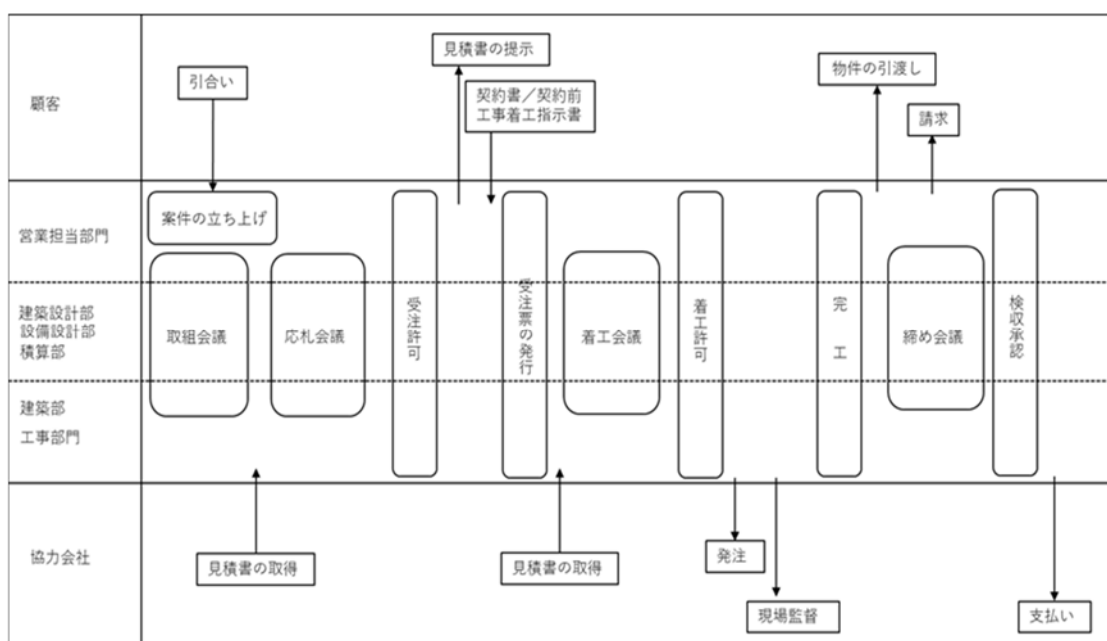 顧客
引合い
見積書の提示
契約書／契約前
工事着工指示書
物件の引渡し
請求
営業担当部門
案件の立ち上げ
建築設計部
設備設計部
積算部
取組会議
応札会議
受注許可
受注票の発行
着工会議
着工許可
完工
締め会議
検収承認
建築部
工事部門
協力会社
見積書の取得
見積書の取得
発注
現場監督
支払い